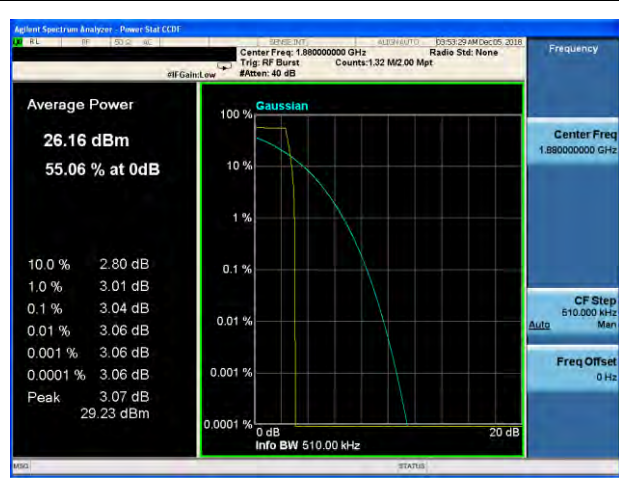 Agilent Spectrum Analyzer - Power Stat CCDF
RL RF 50 Ω AC SENSE:INT ALIGN AUTO 03:53:29 AM Dec 05, 2018
Center Freq: 1.880000000 GHz Radio Std: None
Trig: RF Burst Counts:1.32 M/2.00 Mpt
#IFGain:Low #Atten: 40 dB
Frequency
Average Power
26.16 dBm
55.06 % at 0dB
10.0 % 2.80 dB
1.0 % 3.01 dB
0.1 % 3.04 dB
0.01 % 3.06 dB
0.001 % 3.06 dB
0.0001 % 3.06 dB
Peak 3.07 dB
29.23 dBm
Gaussian
100 %
10 %
1 %
0.1 %
0.01 %
0.001 %
0.0001 %
0 dB 20 dB
Info BW 510.00 kHz
Center Freq
1.880000000 GHz
CF Step
510.000 kHz
Auto Man
Freq Offset
0 Hz
MSG STATUS